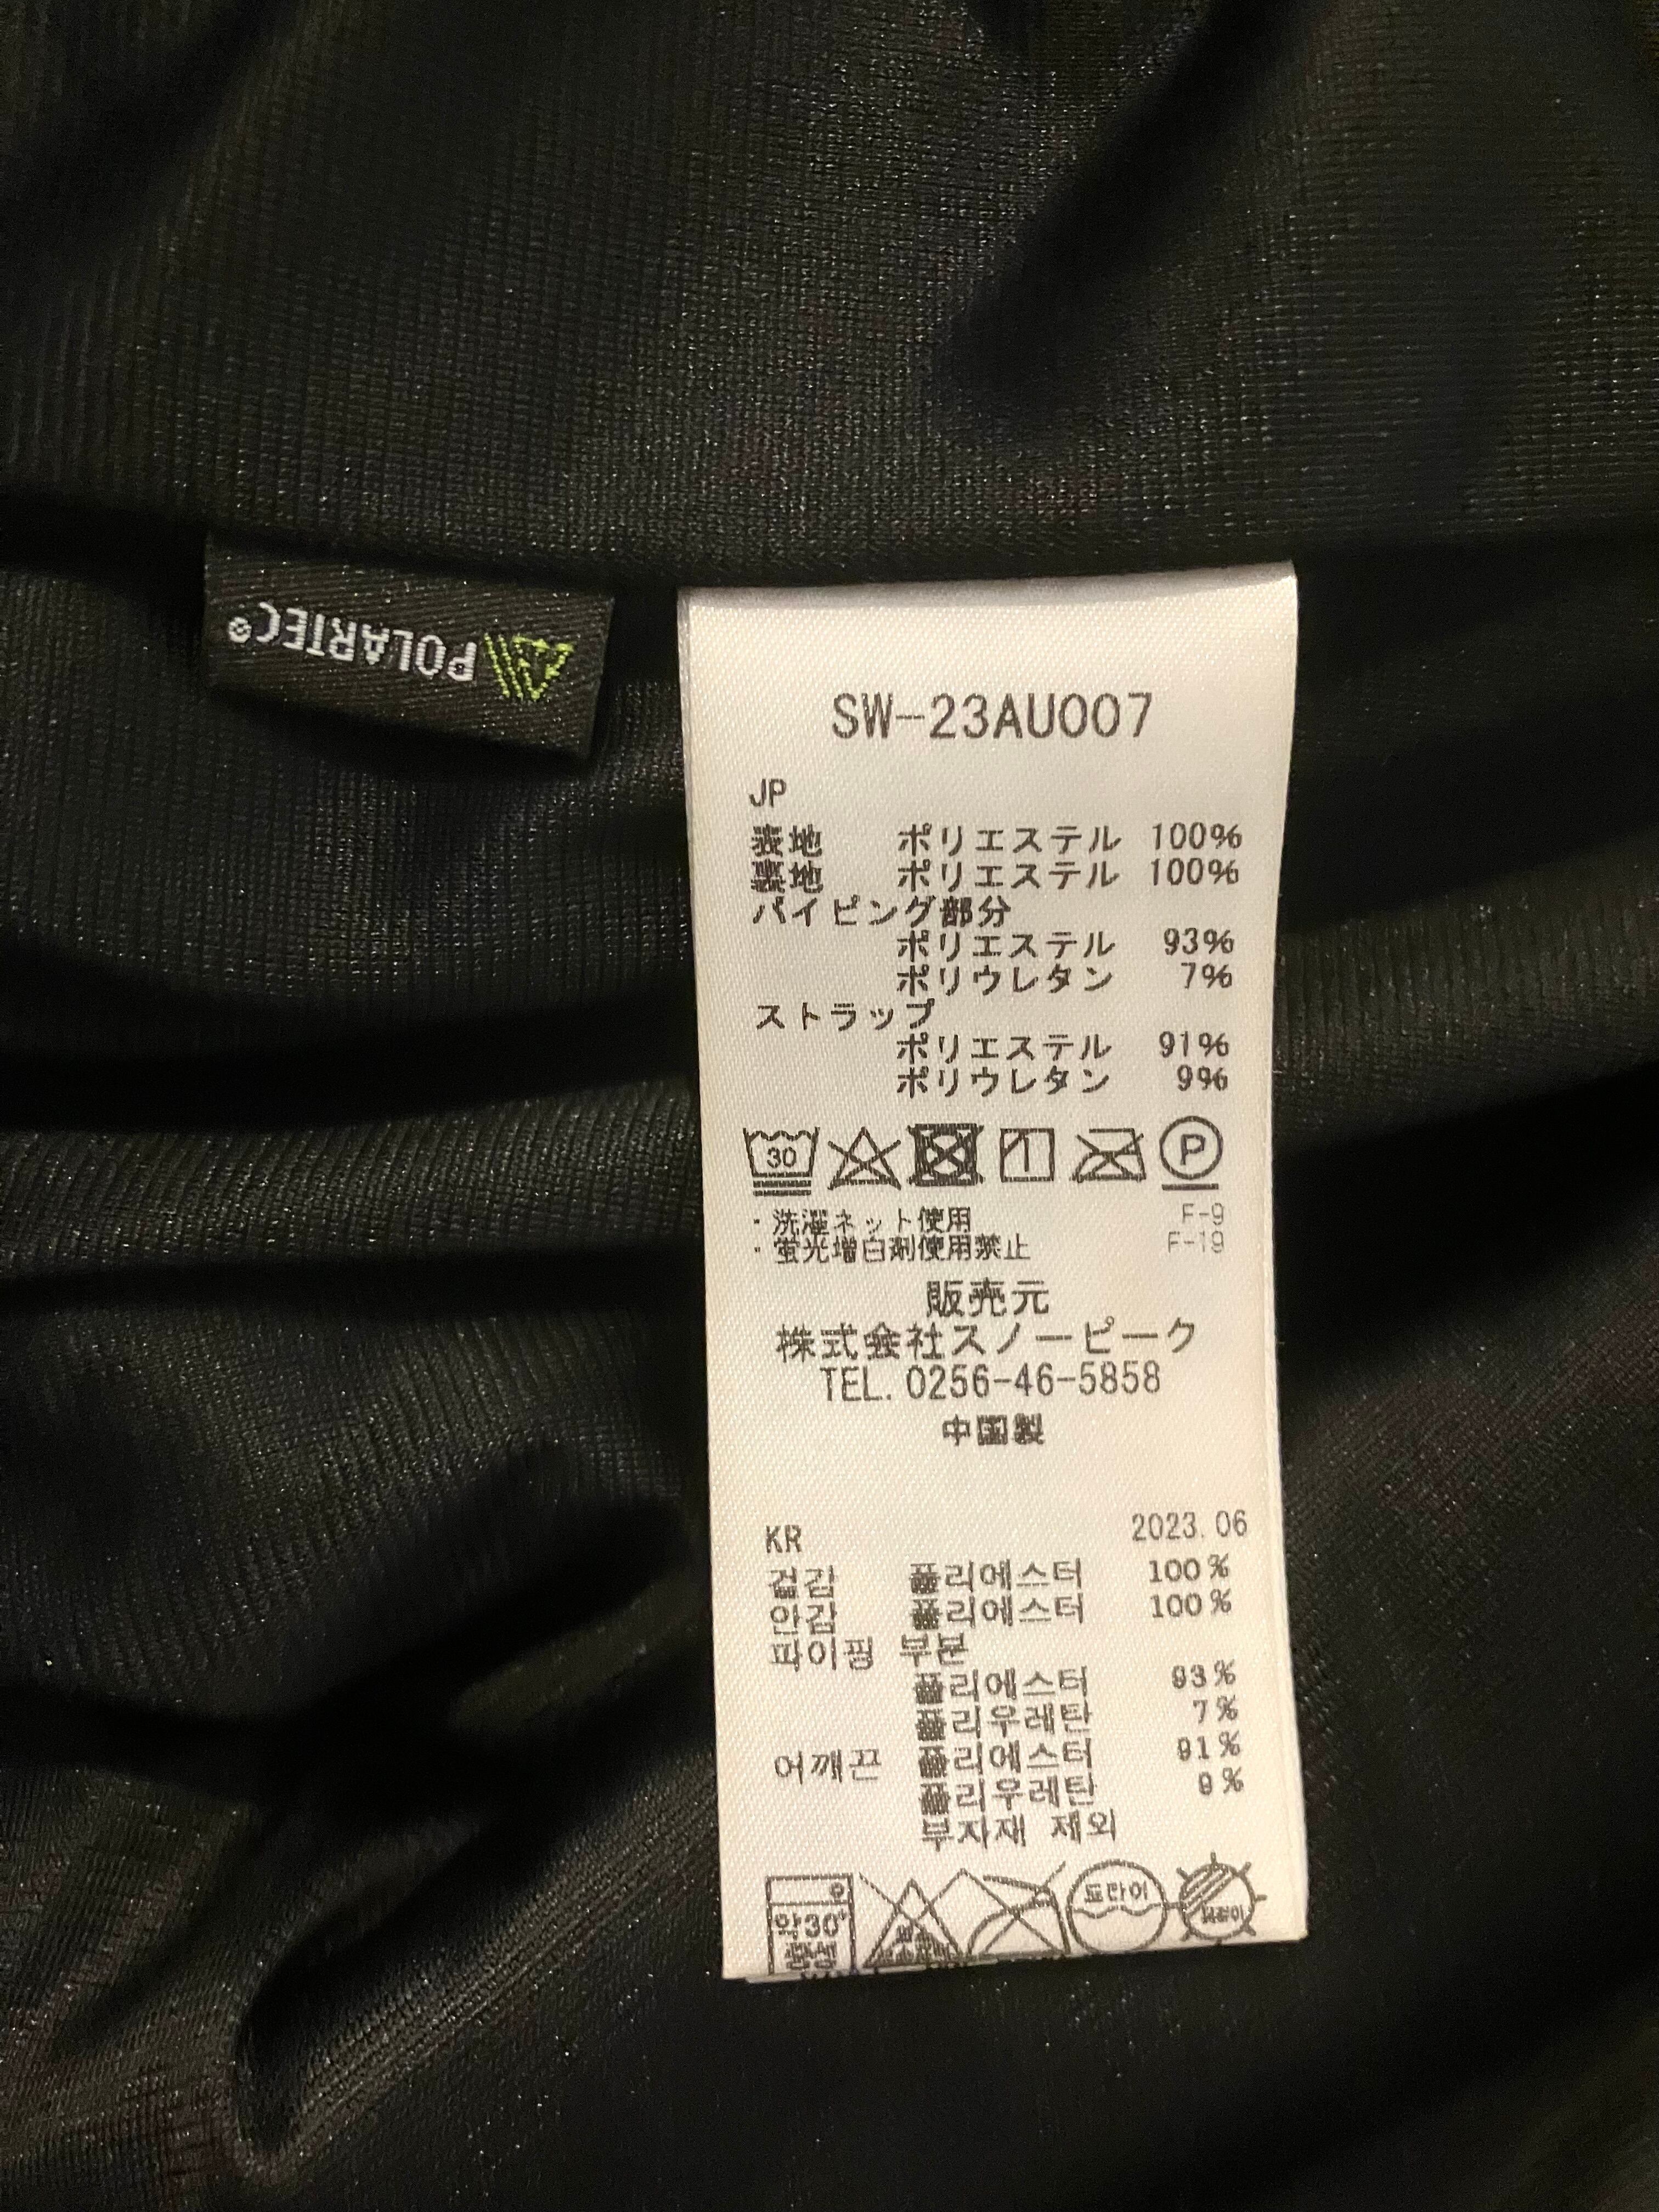 POLARTEC®
SW-23AU007
JP
表地 ポリエステル 100%
裏地 ポリエステル 100%
パイピング部分
ポリエステル 93%
ポリウレタン 7%
ストラップ
ポリエステル 91%
ポリウレタン 9%
30 P
・洗濯ネット使用 F-9
・蛍光増白剤使用禁止 F-19
販売元
株式会社スノーピーク
TEL. 0256-46-5858
中国製
KR 2023.06
겉감 폴리에스터 100%
안감 폴리에스터 100%
파이핑 부분
폴리에스터 93%
폴리우레탄 7%
어깨끈 폴리에스터 91%
폴리우레탄 9%
부자재 제외
약30° 드라이
중성